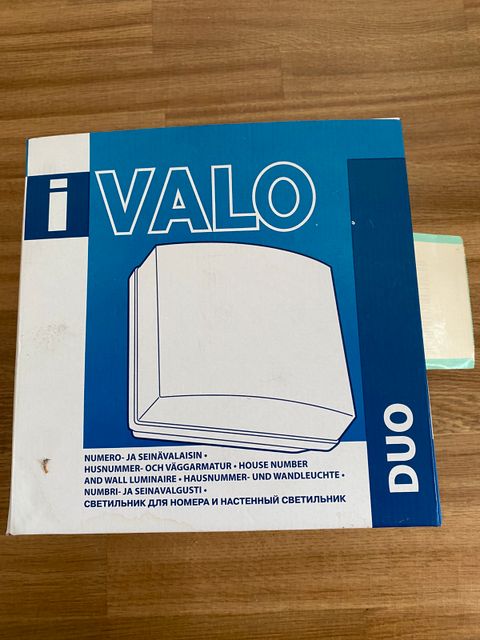 i VALO
NUMERO- JA SEINÄVALAISIN •
HUSNUMMER- OCH VÄGGARMATUR • HOUSE NUMBER
AND WALL LUMINAIRE • HAUSNUMMER- UND WANDLEUCHTE •
NUMBRI- JA SEINAVALGUSTI •
СВЕТИЛЬНИК ДЛЯ НОМЕРА И НАСТЕННЫЙ СВЕТИЛЬНИК
DUO